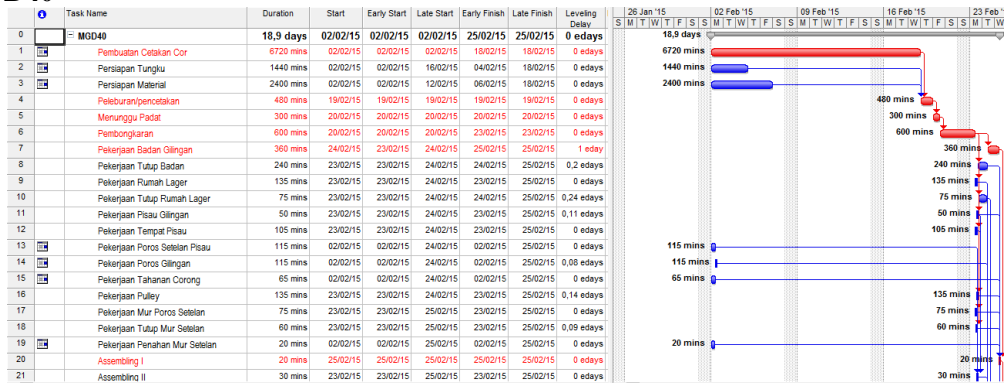 Task Name Duration Start Early Start Late Start Early Finish Late Finish Leveling Delay 26 Jan '15 02 Feb '15 09 Feb '15 16 Feb '15 23 Feb '
S M T W T F S S M T W T F S S M T W T F S S M T W T F S S M T W
0 MGD40 18,9 days 02/02/15 02/02/15 02/02/15 25/02/15 25/02/15 0 edays 18,9 days
1 Pembuatan Cetakan Cor 6720 mins 02/02/15 02/02/15 02/02/15 18/02/15 18/02/15 0 edays 6720 mins
2 Persiapan Tungku 1440 mins 02/02/15 02/02/15 16/02/15 04/02/15 18/02/15 0 edays 1440 mins
3 Persiapan Material 2400 mins 02/02/15 02/02/15 12/02/15 06/02/15 18/02/15 0 edays 2400 mins
4 Peleburan/pencetakan 480 mins 19/02/15 19/02/15 19/02/15 19/02/15 19/02/15 0 edays 480 mins
5 Menunggu Padat 300 mins 20/02/15 20/02/15 20/02/15 20/02/15 20/02/15 0 edays 300 mins
6 Pembongkaran 600 mins 20/02/15 20/02/15 20/02/15 23/02/15 23/02/15 0 edays 600 mins
7 Pekerjaan Badan Gilingan 360 mins 24/02/15 23/02/15 24/02/15 25/02/15 25/02/15 1 eday 360 mins
8 Pekerjaan Tutup Badan 240 mins 23/02/15 23/02/15 24/02/15 24/02/15 25/02/15 0,2 edays 240 mins
9 Pekerjaan Rumah Lager 135 mins 23/02/15 23/02/15 24/02/15 23/02/15 25/02/15 0 edays 135 mins
10 Pekerjaan Tutup Rumah Lager 75 mins 23/02/15 23/02/15 24/02/15 24/02/15 25/02/15 0,24 edays 75 mins
11 Pekerjaan Pisau Gilingan 50 mins 23/02/15 23/02/15 24/02/15 23/02/15 25/02/15 0,11 edays 50 mins
12 Pekerjaan Tempat Pisau 105 mins 23/02/15 23/02/15 24/02/15 23/02/15 25/02/15 0 edays 105 mins
13 Pekerjaan Poros Setelan Pisau 115 mins 02/02/15 02/02/15 24/02/15 02/02/15 25/02/15 0 edays 115 mins
14 Pekerjaan Poros Gilingan 115 mins 02/02/15 02/02/15 24/02/15 02/02/15 25/02/15 0,08 edays 115 mins
15 Pekerjaan Tahanan Corong 65 mins 02/02/15 02/02/15 24/02/15 02/02/15 25/02/15 0 edays 65 mins
16 Pekerjaan Pulley 135 mins 23/02/15 23/02/15 24/02/15 23/02/15 25/02/15 0,14 edays 135 mins
17 Pekerjaan Mur Poros Setelan 75 mins 23/02/15 23/02/15 25/02/15 23/02/15 25/02/15 0 edays 75 mins
18 Pekerjaan Tutup Mur Setelan 60 mins 23/02/15 23/02/15 25/02/15 23/02/15 25/02/15 0,09 edays 60 mins
19 Pekerjaan Penahan Mur Setelan 20 mins 02/02/15 02/02/15 25/02/15 02/02/15 25/02/15 0 edays 20 mins
20 Assembling I 20 mins 25/02/15 25/02/15 25/02/15 25/02/15 25/02/15 0 edays 20 mins
21 Assembling II 30 mins 23/02/15 23/02/15 25/02/15 23/02/15 25/02/15 0 edays 30 mins